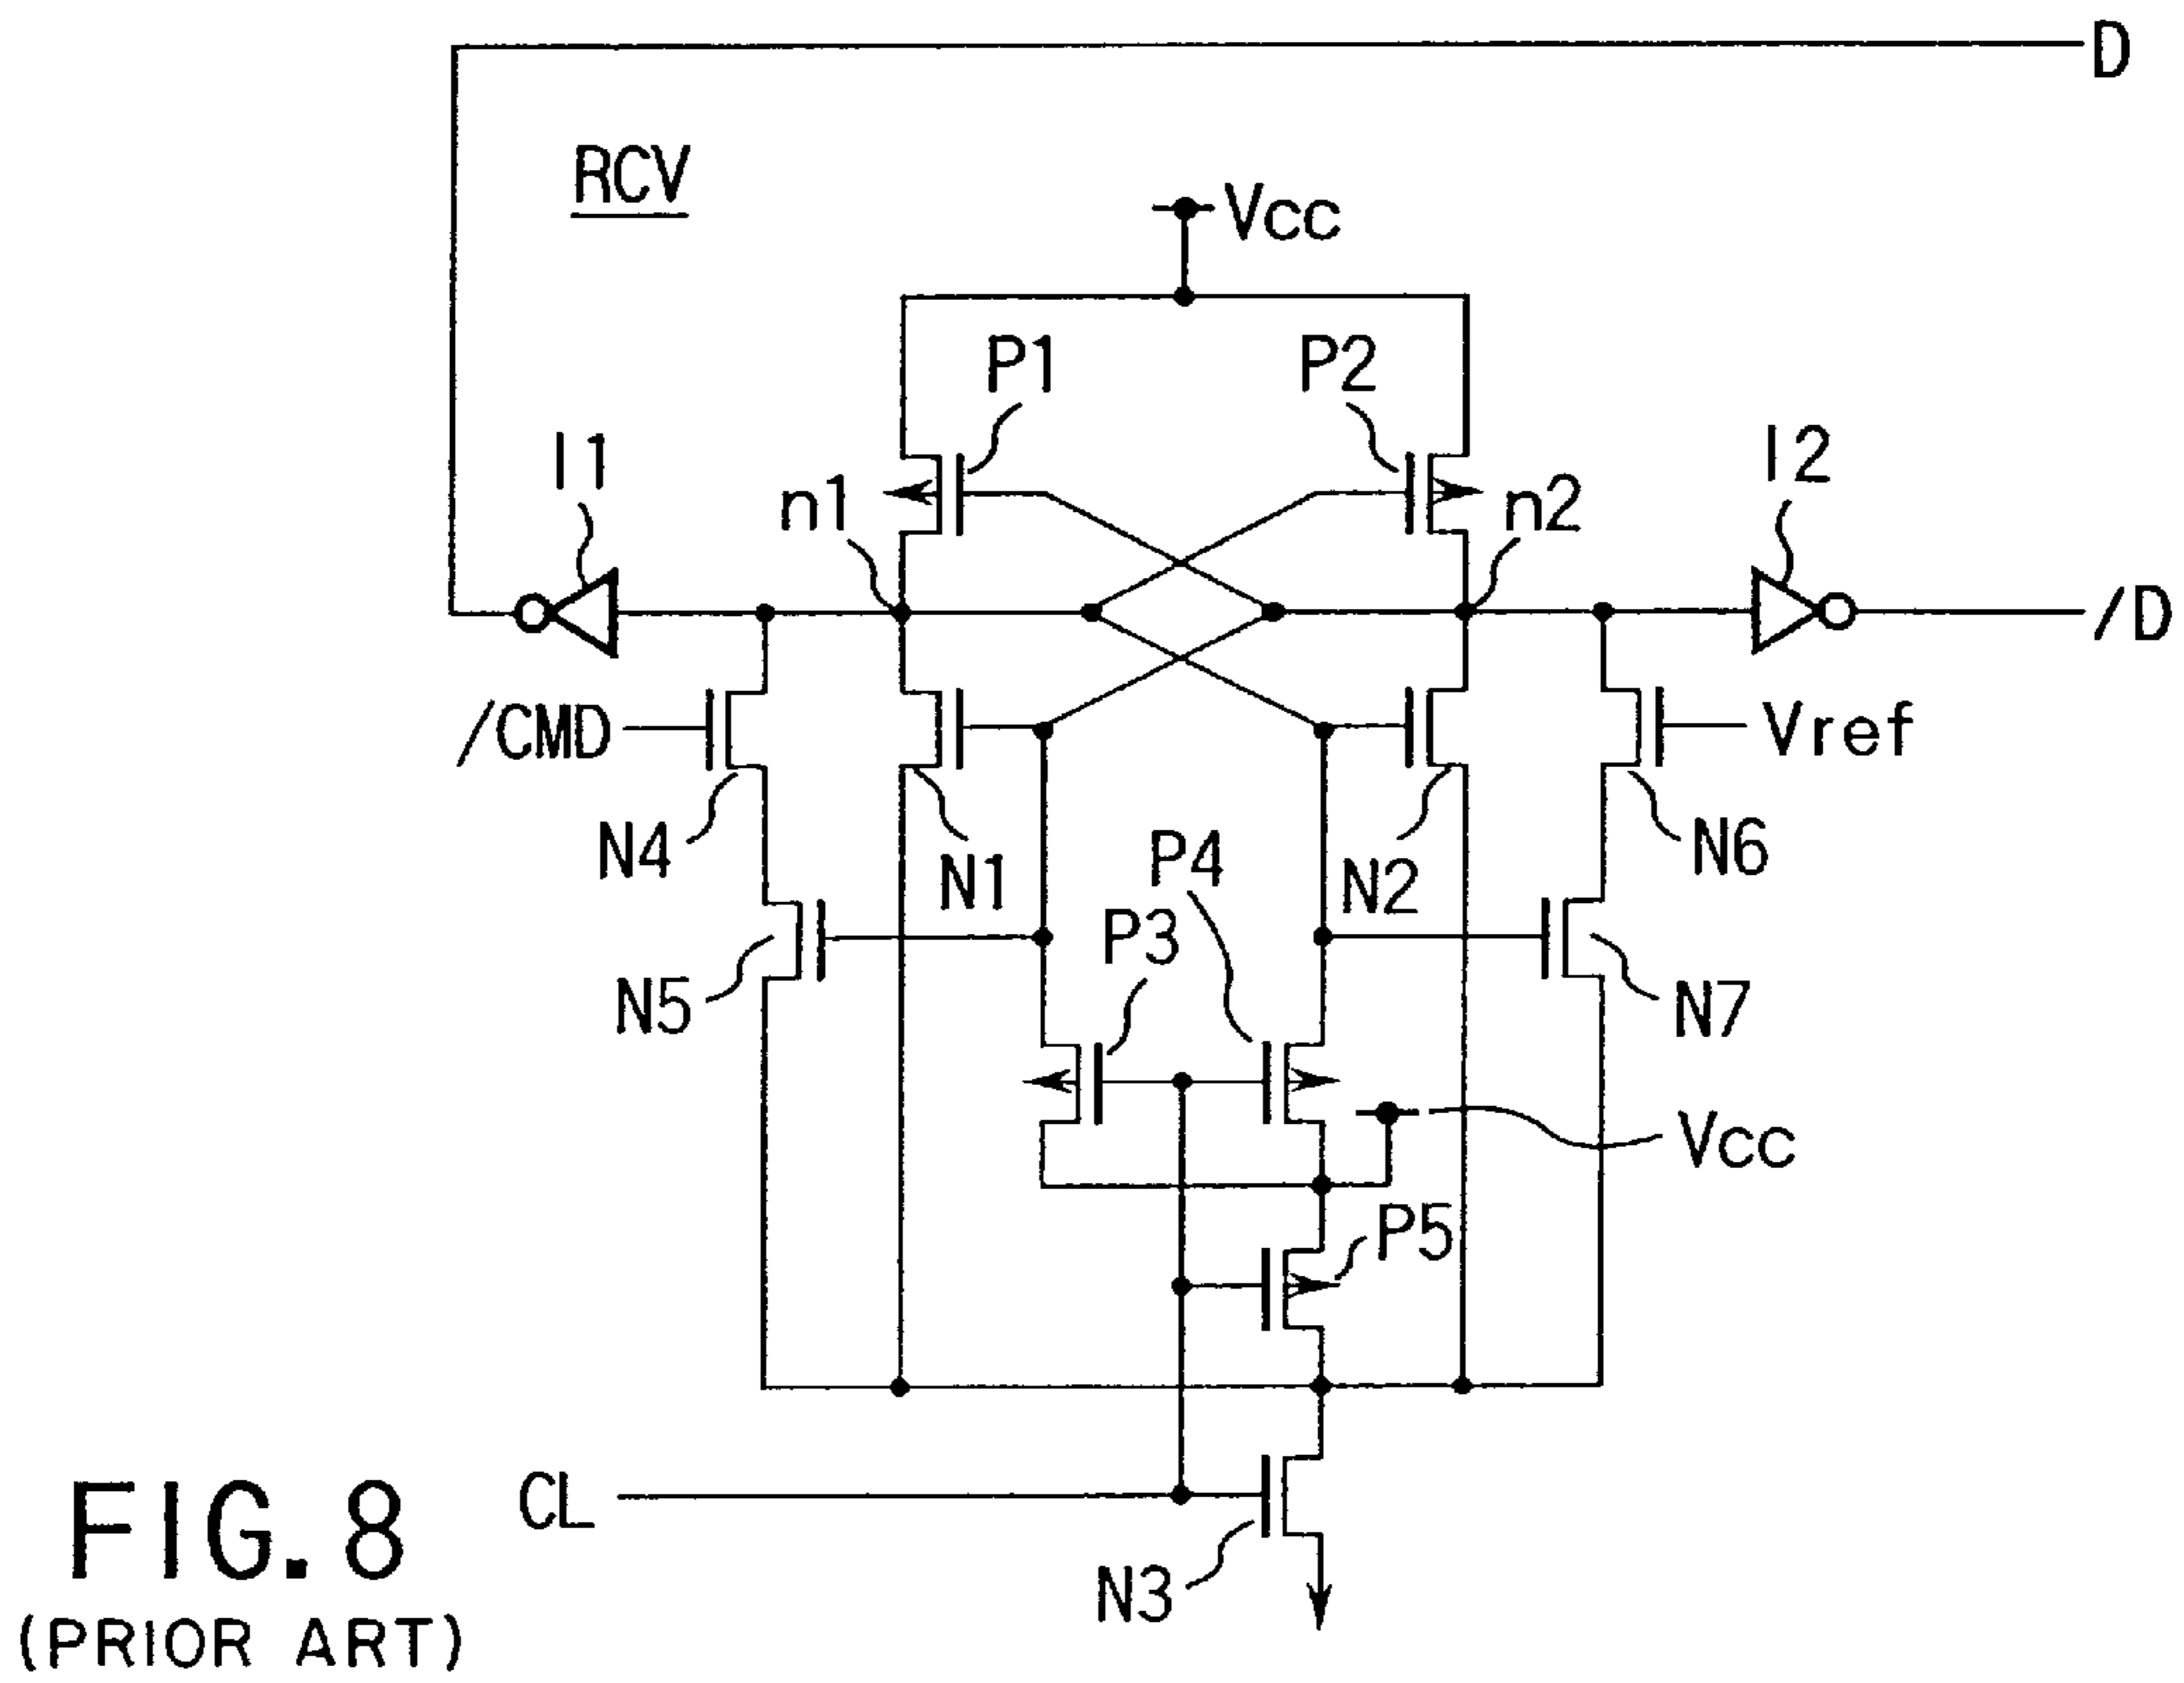 D
RCV
Vcc
P1
P2
I1
n1
n2
I2
/D
/CMD
Vref
N4
N1
P4
N2
N6
P3
N5
N7
Vcc
P5
CL
N3
FIG.8
(PRIOR ART)